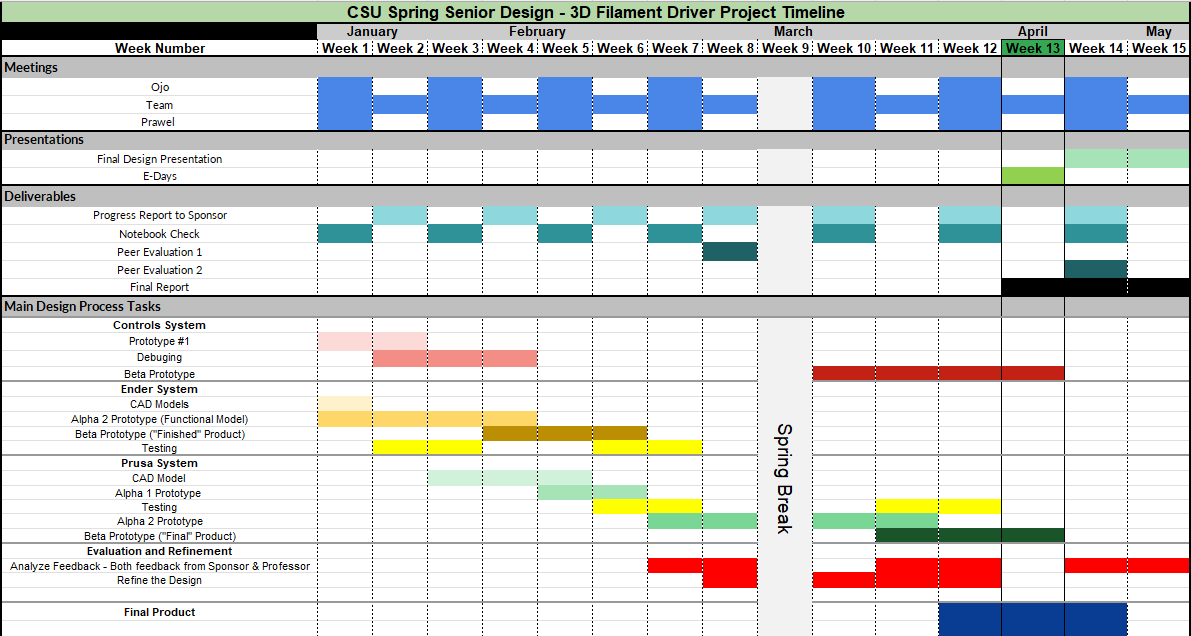 CSU Spring Senior Design - 3D Filament Driver Project Timeline
January February March April May
Week Number Week 1 Week 2 Week 3 Week 4 Week 5 Week 6 Week 7 Week 8 Week 9 Week 10 Week 11 Week 12 Week 13 Week 14 Week 15
Meetings
Ojo
Team
Prawel
Presentations
Final Design Presentation
E-Days
Deliverables
Progress Report to Sponsor
Notebook Check
Peer Evaluation 1
Peer Evaluation 2
Final Report
Main Design Process Tasks
Controls System
Prototype #1
Debuging
Beta Prototype
Ender System
CAD Models
Alpha 2 Prototype (Functional Model)
Beta Prototype ("Finished" Product)
Testing
Prusa System
CAD Model
Alpha 1 Prototype
Testing
Alpha 2 Prototype
Beta Prototype ("Final" Product)
Evaluation and Refinement
Analyze Feedback - Both feedback from Sponsor & Professor
Refine the Design
Final Product
Spring Break